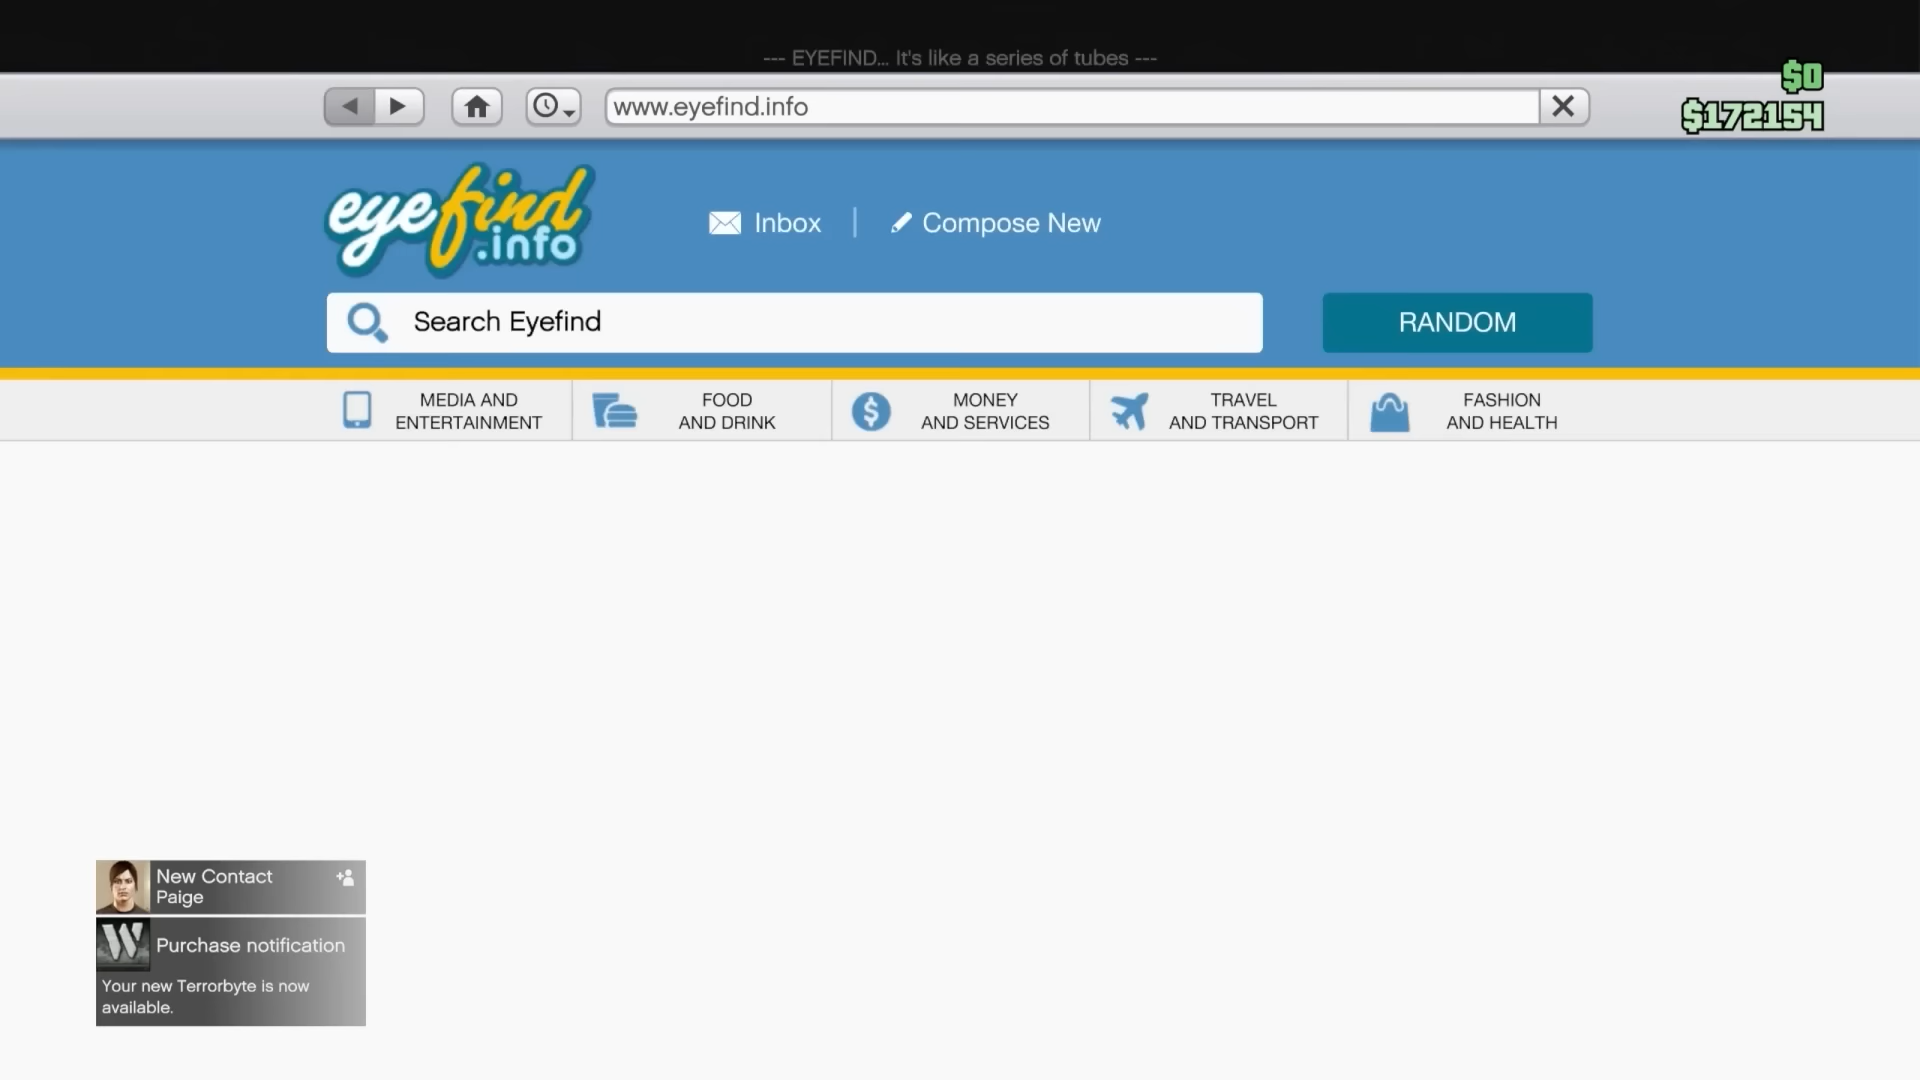 --- EYEFIND... It's like a series of tubes ---
$0
www.eyefind.info
$172154
eyefind
.info
Inbox
Compose New
Search Eyefind
RANDOM
MEDIA AND
ENTERTAINMENT
FOOD
AND DRINK
MONEY
AND SERVICES
TRAVEL
AND TRANSPORT
FASHION
AND HEALTH
New Contact
Paige
W
Purchase notification
Your new Terrorbyte is now
available.